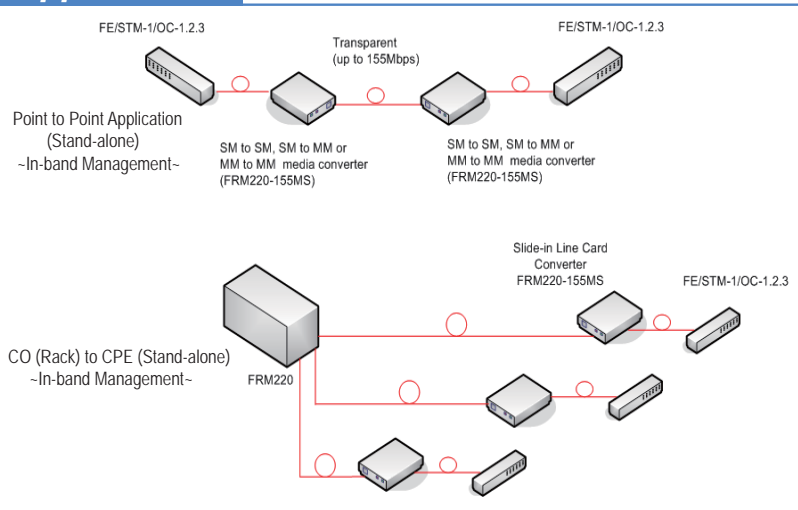 FE/STM-1/OC-1.2.3
FE/STM-1/OC-1.2.3
Transparent
(up to 155Mbps)
Point to Point Application
(Stand-alone)
~In-band Management~
SM to SM, SM to MM or
MM to MM media converter
(FRM220-155MS)
SM to SM, SM to MM or
MM to MM media converter
(FRM220-155MS)
Slide-in Line Card
Converter
FRM220-155MS
FE/STM-1/OC-1.2.3
CO (Rack) to CPE (Stand-alone)
~In-band Management~
FRM220